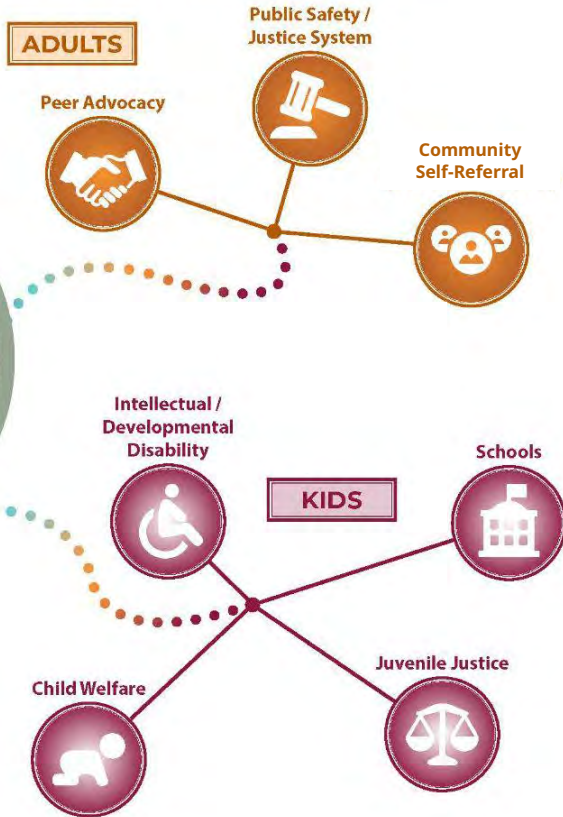 ADULTS
Public Safety /
Justice System
Peer Advocacy
Community
Self-Referral
Intellectual /
Developmental
Disability
KIDS
Schools
Child Welfare
Juvenile Justice